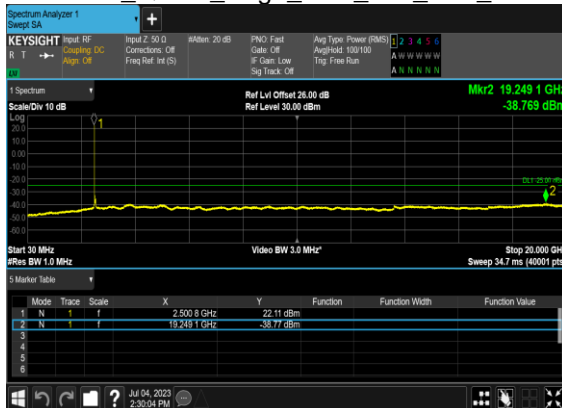 Spectrum Analyzer 1
Swept SA
+
KEYSIGHT Input: RF Input Z: 50 Ω #Atten: 20 dB PNO: Fast Avg Type: Power (RMS) 1 2 3 4 5 6
R T Coupling: DC Corrections: Off Gate: Off Avg|Hold: 100/100 A W W W W W
Align: Off Freq Ref: Int (S) IF Gain: Low Trig: Free Run
Sig Track: Off A N N N N N
1 Spectrum Ref Lvl Offset 26.00 dB Mkr2 19.249 1 GHz
Scale/Div 10 dB Ref Level 30.00 dBm -38.769 dBm
Log
20.0
10.0
0.00
-10.0
-20.0
-30.0
-40.0
-50.0
-60.0
1
DL1 -25.00 dBm
2
Start 30 MHz Video BW 3.0 MHz* Stop 20.000 GH
#Res BW 1.0 MHz Sweep 34.7 ms (40001 pts
5 Marker Table
Mode Trace Scale X Y Function Function Width Function Value
1 N 1 f 2.500 8 GHz 22.11 dBm
2 N 1 f 19.249 1 GHz -38.77 dBm
3
4
5
6
? Jul 04, 2023
2:30:04 PM